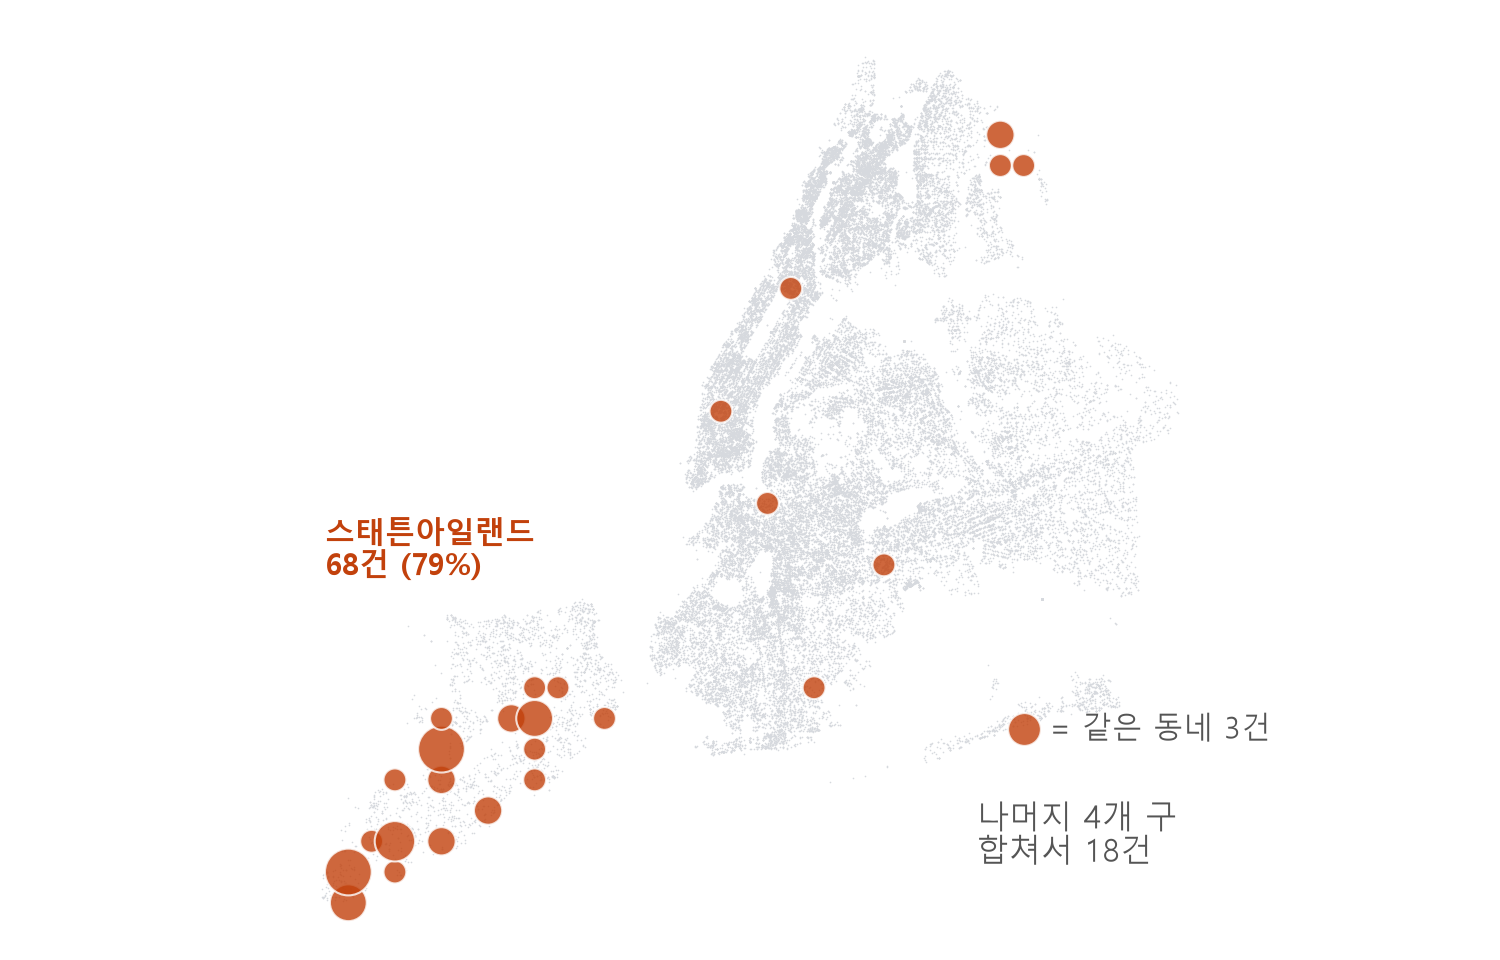 스태튼아일랜드
68건 (79%)
= 같은 동네 3건
나머지 4개 구
합쳐서 18건